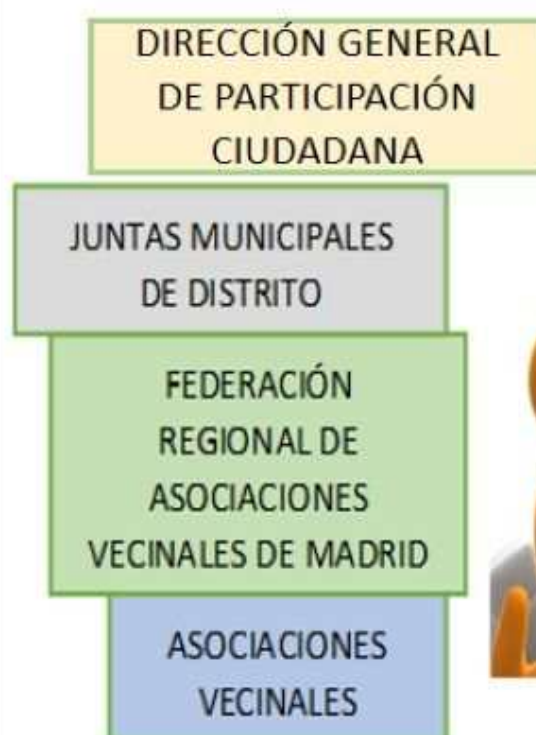 DIRECCIÓN GENERAL
DE PARTICIPACIÓN
CIUDADANA
JUNTAS MUNICIPALES
DE DISTRITO
FEDERACIÓN
REGIONAL DE
ASOCIACIONES
VECINALES DE MADRID
ASOCIACIONES
VECINALES